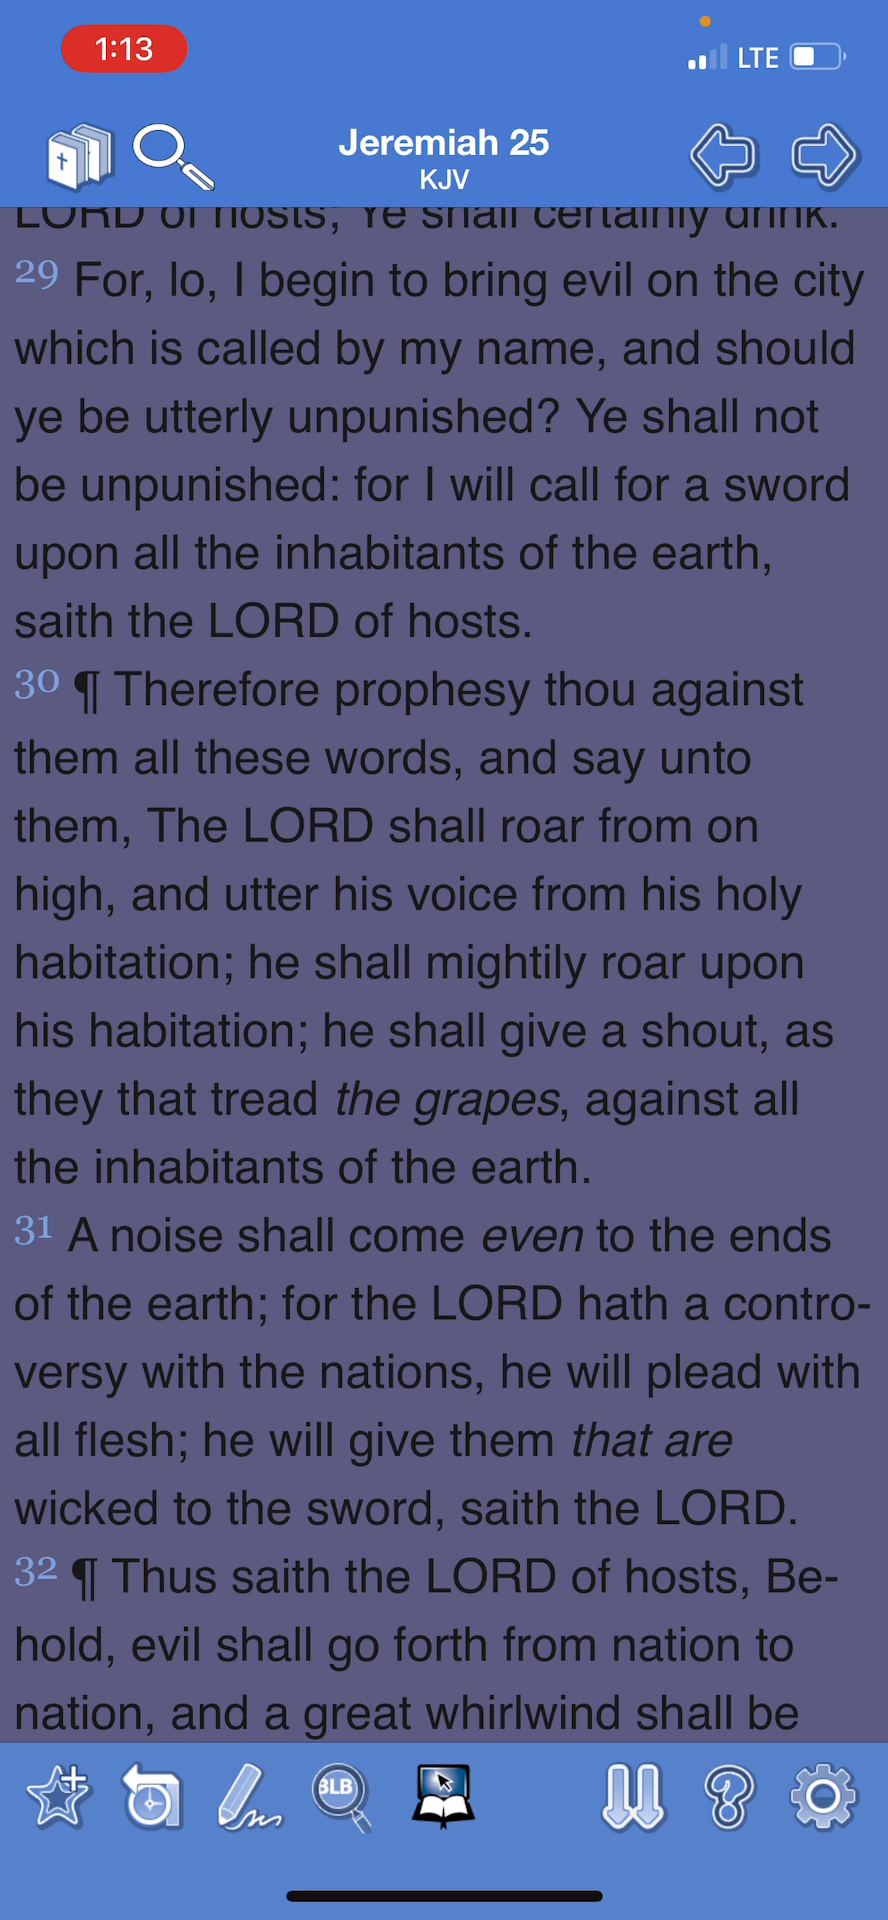 1:13
LTE
Jeremiah 25
KJV
LORD of hosts; Ye shall certainly drink.
29 For, lo, I begin to bring evil on the city
which is called by my name, and should
ye be utterly unpunished? Ye shall not
be unpunished: for I will call for a sword
upon all the inhabitants of the earth,
saith the LORD of hosts.
30 ¶ Therefore prophesy thou against
them all these words, and say unto
them, The LORD shall roar from on
high, and utter his voice from his holy
habitation; he shall mightily roar upon
his habitation; he shall give a shout, as
they that tread the grapes, against all
the inhabitants of the earth.
31 A noise shall come even to the ends
of the earth; for the LORD hath a contro-
versy with the nations, he will plead with
all flesh; he will give them that are
wicked to the sword, saith the LORD.
32 ¶ Thus saith the LORD of hosts, Be-
hold, evil shall go forth from nation to
nation, and a great whirlwind shall be
BLB